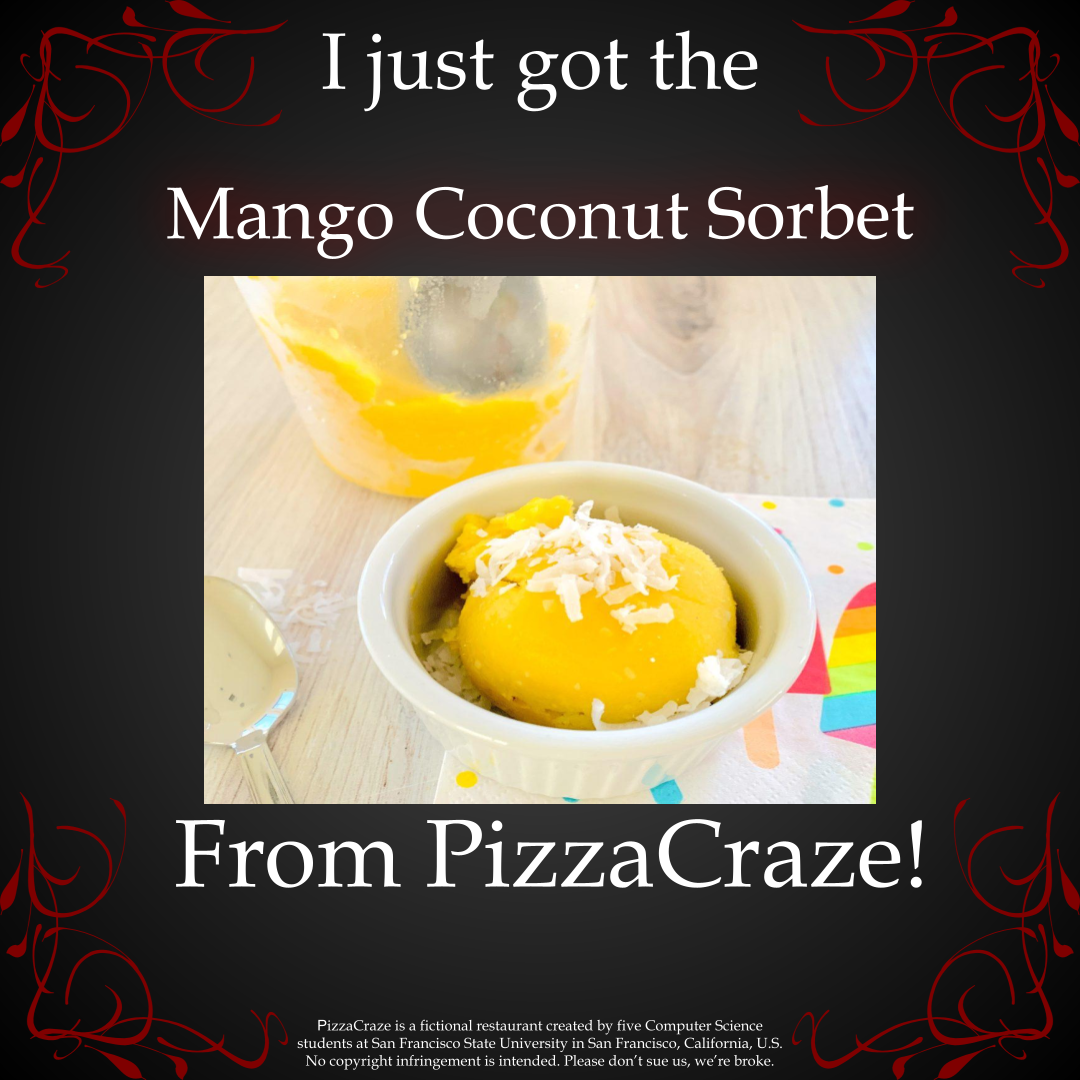 I just got the
Mango Coconut Sorbet
From PizzaCraze!
PizzaCraze is a fictional restaurant created by five Computer Science
students at San Francisco State University in San Francisco, California, U.S.
No copyright infringement is intended. Please don’t sue us, we’re broke.